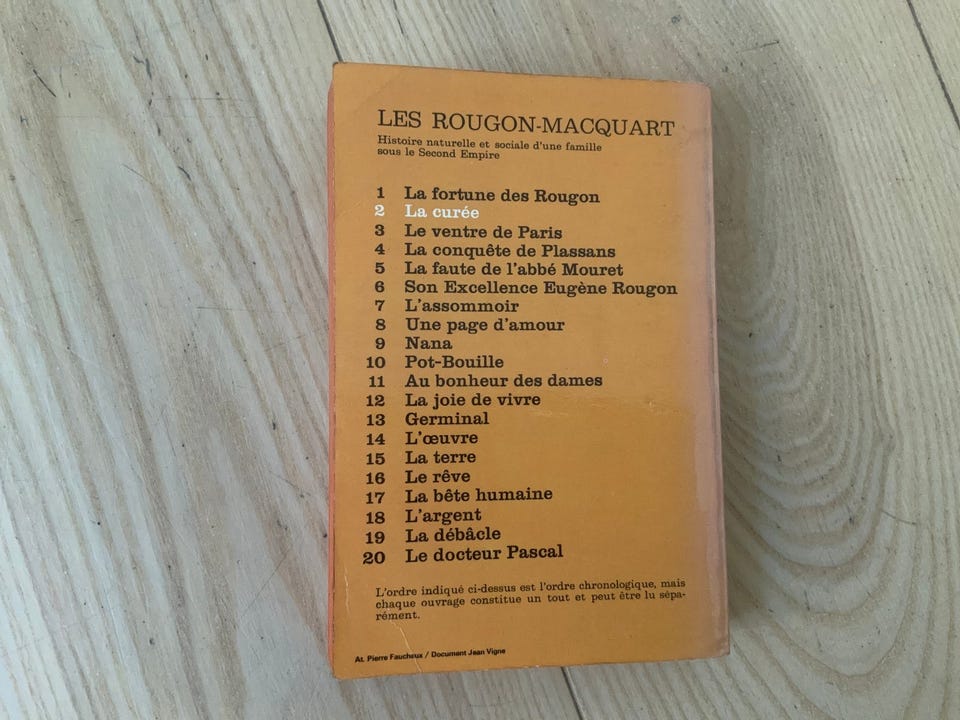 LES ROUGON-MACQUART
Histoire naturelle et sociale d'une famille
sous le Second Empire
1 La fortune des Rougon
2 La curée
3 Le ventre de Paris
4 La conquête de Plassans
5 La faute de l'abbé Mouret
6 Son Excellence Eugène Rougon
7 L'assommoir
8 Une page d'amour
9 Nana
10 Pot-Bouille
11 Au bonheur des dames
12 La joie de vivre
13 Germinal
14 L'œuvre
15 La terre
16 Le rêve
17 La bête humaine
18 L'argent
19 La débâcle
20 Le docteur Pascal
L'ordre indiqué ci-dessus est l'ordre chronologique, mais
chaque ouvrage constitue un tout et peut être lu sépa-
rément.
At. Pierre Faucheux / Document Jean Vigne